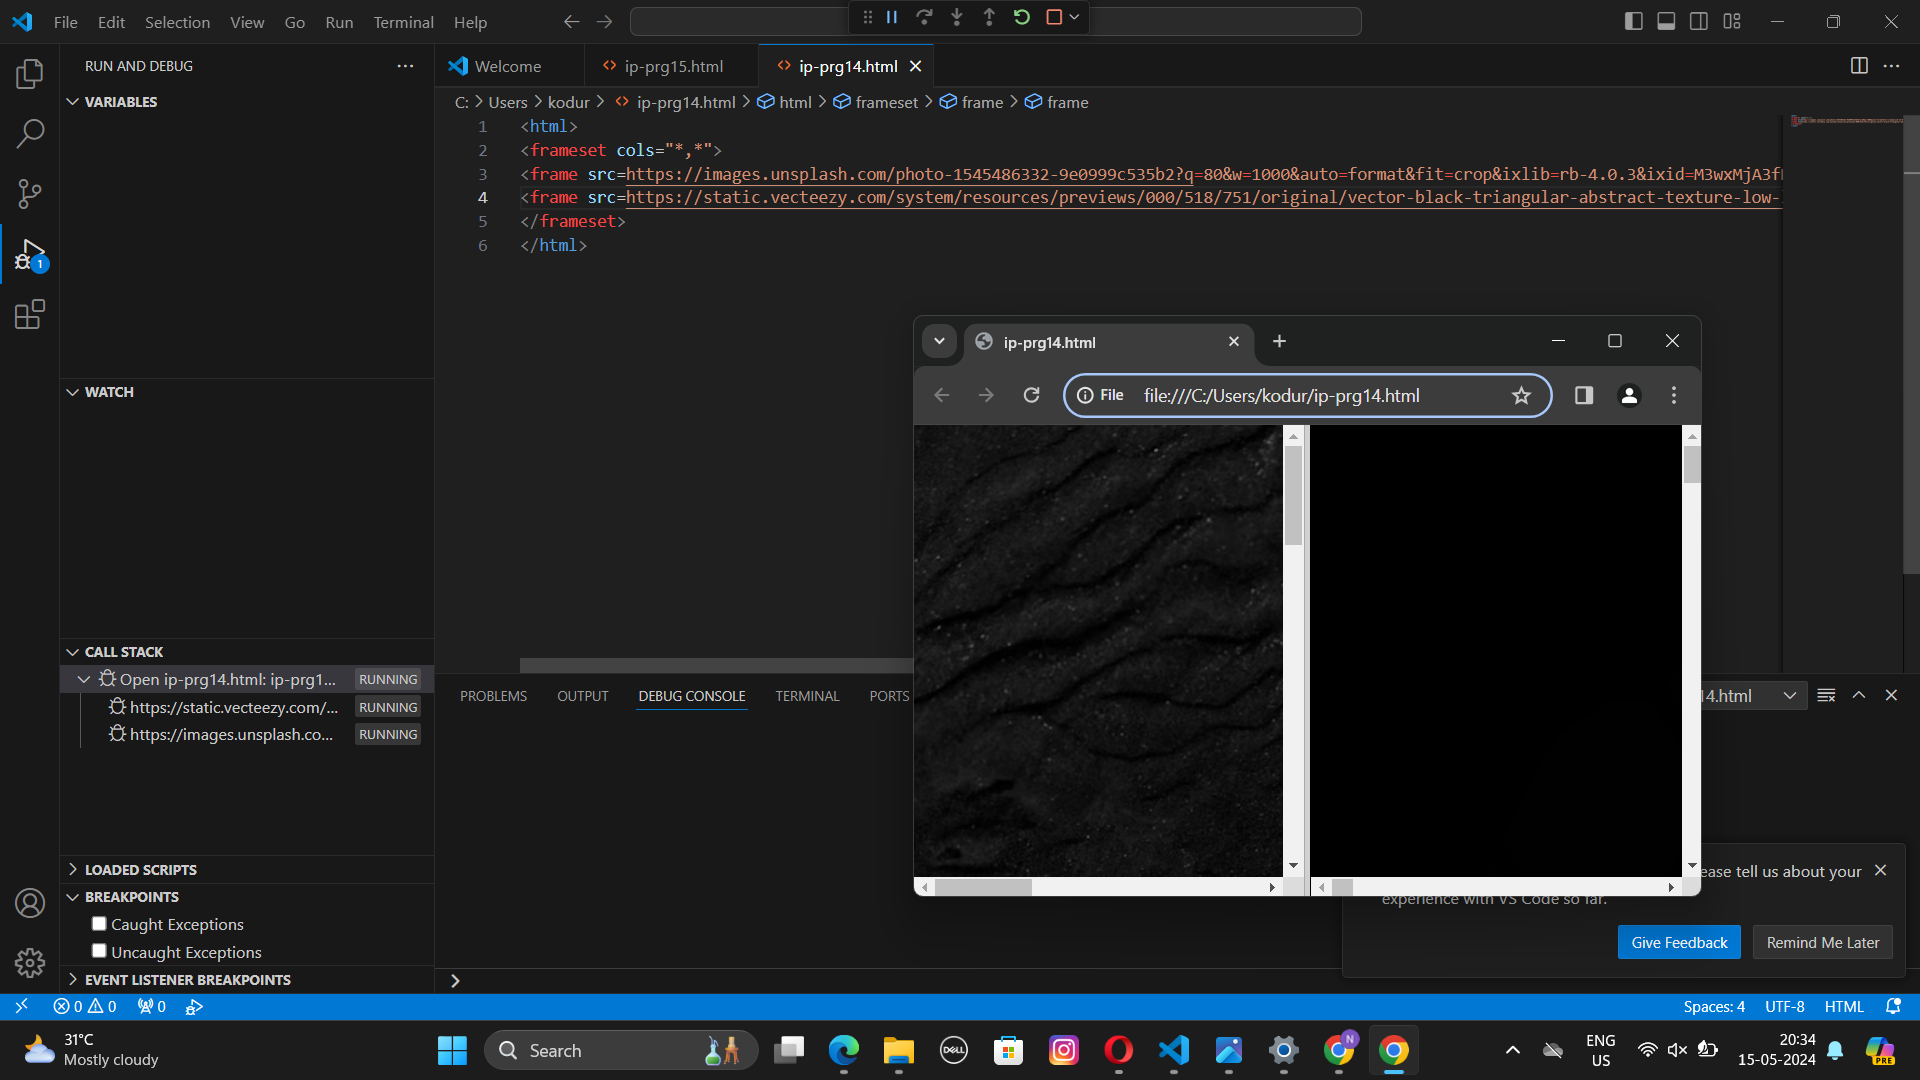 File Edit Selection View Go Run Terminal Help
RUN AND DEBUG
VARIABLES
WATCH
CALL STACK
Open ip-prg14.html: ip-prg1... RUNNING
https://static.vecteezy.com/... RUNNING
https://images.unsplash.co... RUNNING
LOADED SCRIPTS
BREAKPOINTS
Caught Exceptions
Uncaught Exceptions
EVENT LISTENER BREAKPOINTS
Welcome ip-prg15.html ip-prg14.html
C: > Users > kodur > ip-prg14.html > html > frameset > frame > frame
1 <html>
2 <frameset cols="*,*">
3 <frame src=https://images.unsplash.com/photo-1545486332-9e0999c535b2?q=80&w=1000&auto=format&fit=crop&ixlib=rb-4.0.3&ixid=M3wxMjA3f
4 <frame src=https://static.vecteezy.com/system/resources/previews/000/518/751/original/vector-black-triangular-abstract-texture-low-
5 </frameset>
6 </html>
ip-prg14.html
File file:///C:/Users/kodur/ip-prg14.html
PROBLEMS OUTPUT DEBUG CONSOLE TERMINAL PORTS
14.html
ease tell us about your
experience with VS Code so far.
Give Feedback Remind Me Later
0 0 0
Spaces: 4 UTF-8 HTML
1
31°C
Mostly cloudy
Search
DELL
N
ENG
US
20:34
15-05-2024
PRE